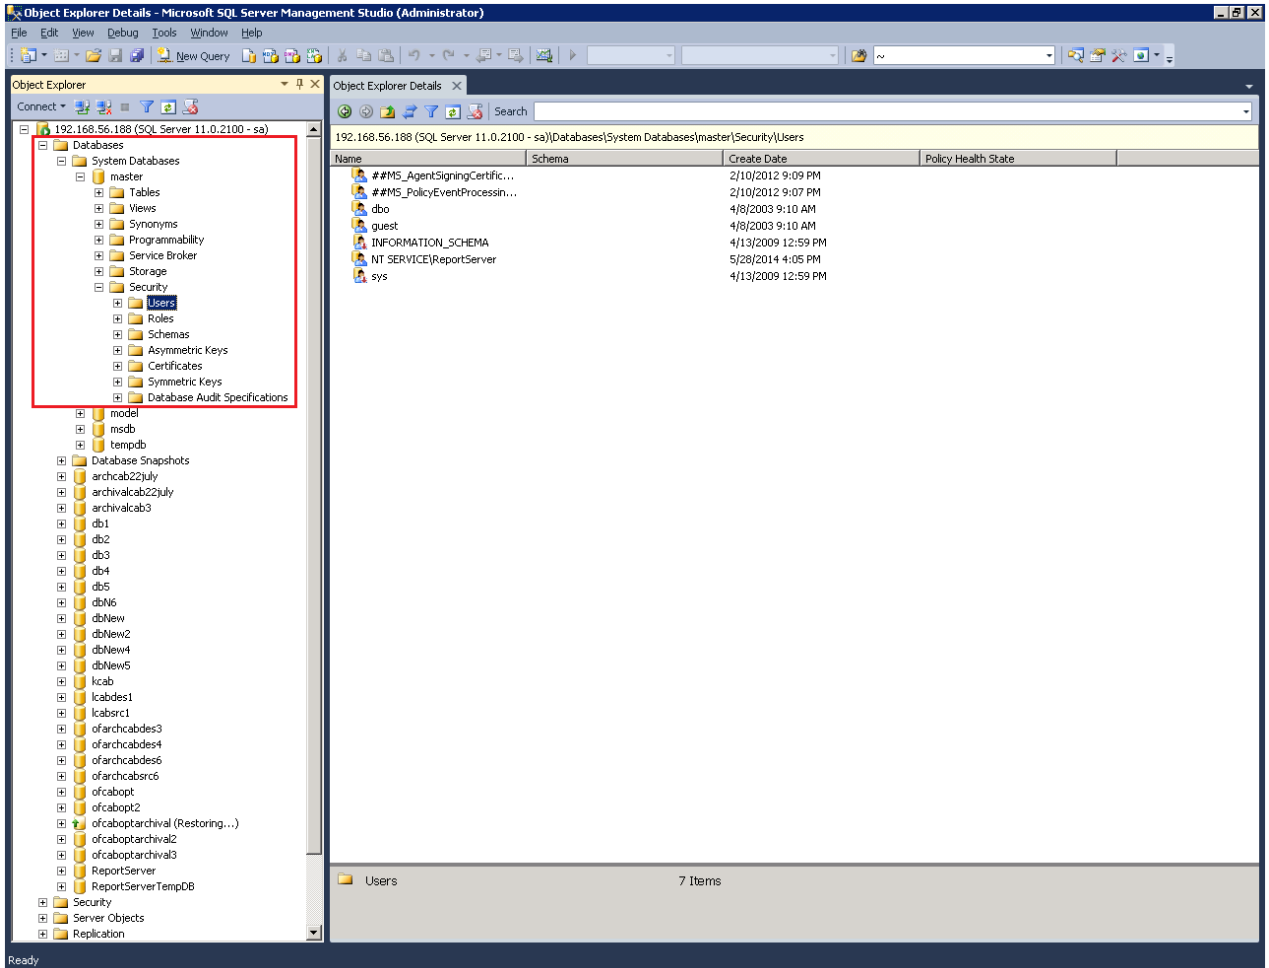 Object Explorer Details - Microsoft SQL Server Management Studio (Administrator)
File Edit View Debug Tools Window Help
New Query ~
Object Explorer
Connect
192.168.56.188 (SQL Server 11.0.2100 - sa)
Databases
System Databases
master
Tables
Views
Synonyms
Programmability
Service Broker
Storage
Security
Users
Roles
Schemas
Asymmetric Keys
Certificates
Symmetric Keys
Database Audit Specifications
model
msdb
tempdb
Database Snapshots
archcab22july
archivalcab22july
archivalcab3
db1
db2
db3
db4
db5
dbN6
dbNew
dbNew2
dbNew4
dbNew5
kcab
lcabdes1
lcabsrc1
ofarchcabdes3
ofarchcabdes4
ofarchcabdes6
ofarchcabsrc6
ofcabopt
ofcabopt2
ofcaboptarchival (Restoring...)
ofcaboptarchival2
ofcaboptarchival3
ReportServer
ReportServerTempDB
Security
Server Objects
Replication
Object Explorer Details
Search
192.168.56.188 (SQL Server 11.0.2100 - sa)\Databases\System Databases\master\Security\Users
Name Schema Create Date Policy Health State
##MS_AgentSigningCertific... 2/10/2012 9:09 PM
##MS_PolicyEventProcessin... 2/10/2012 9:07 PM
dbo 4/8/2003 9:10 AM
guest 4/8/2003 9:10 AM
INFORMATION_SCHEMA 4/13/2009 12:59 PM
NT SERVICE\ReportServer 5/28/2014 4:05 PM
sys 4/13/2009 12:59 PM
Users 7 Items
Ready